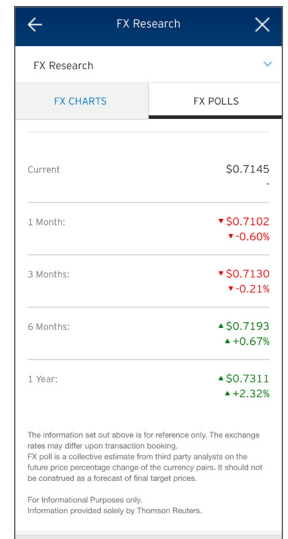 FX Research
FX Research
FX CHARTS
FX POLLS
Current
$0.7145
-
1 Month:
▼ $0.7102
▼ -0.60%
3 Months:
▼ $0.7130
▼ -0.21%
6 Months:
▲ $0.7193
▲ +0.67%
1 Year:
▲ $0.7311
▲ +2.32%
The information set out above is for reference only. The exchange
rates may differ upon transaction booking.
FX poll is a collective estimate from third party analysts on the
future price percentage change of the currency pairs. It should not
be construed as a forecast of final target prices.
For Informational Purposes only.
Information provided solely by Thomson Reuters.